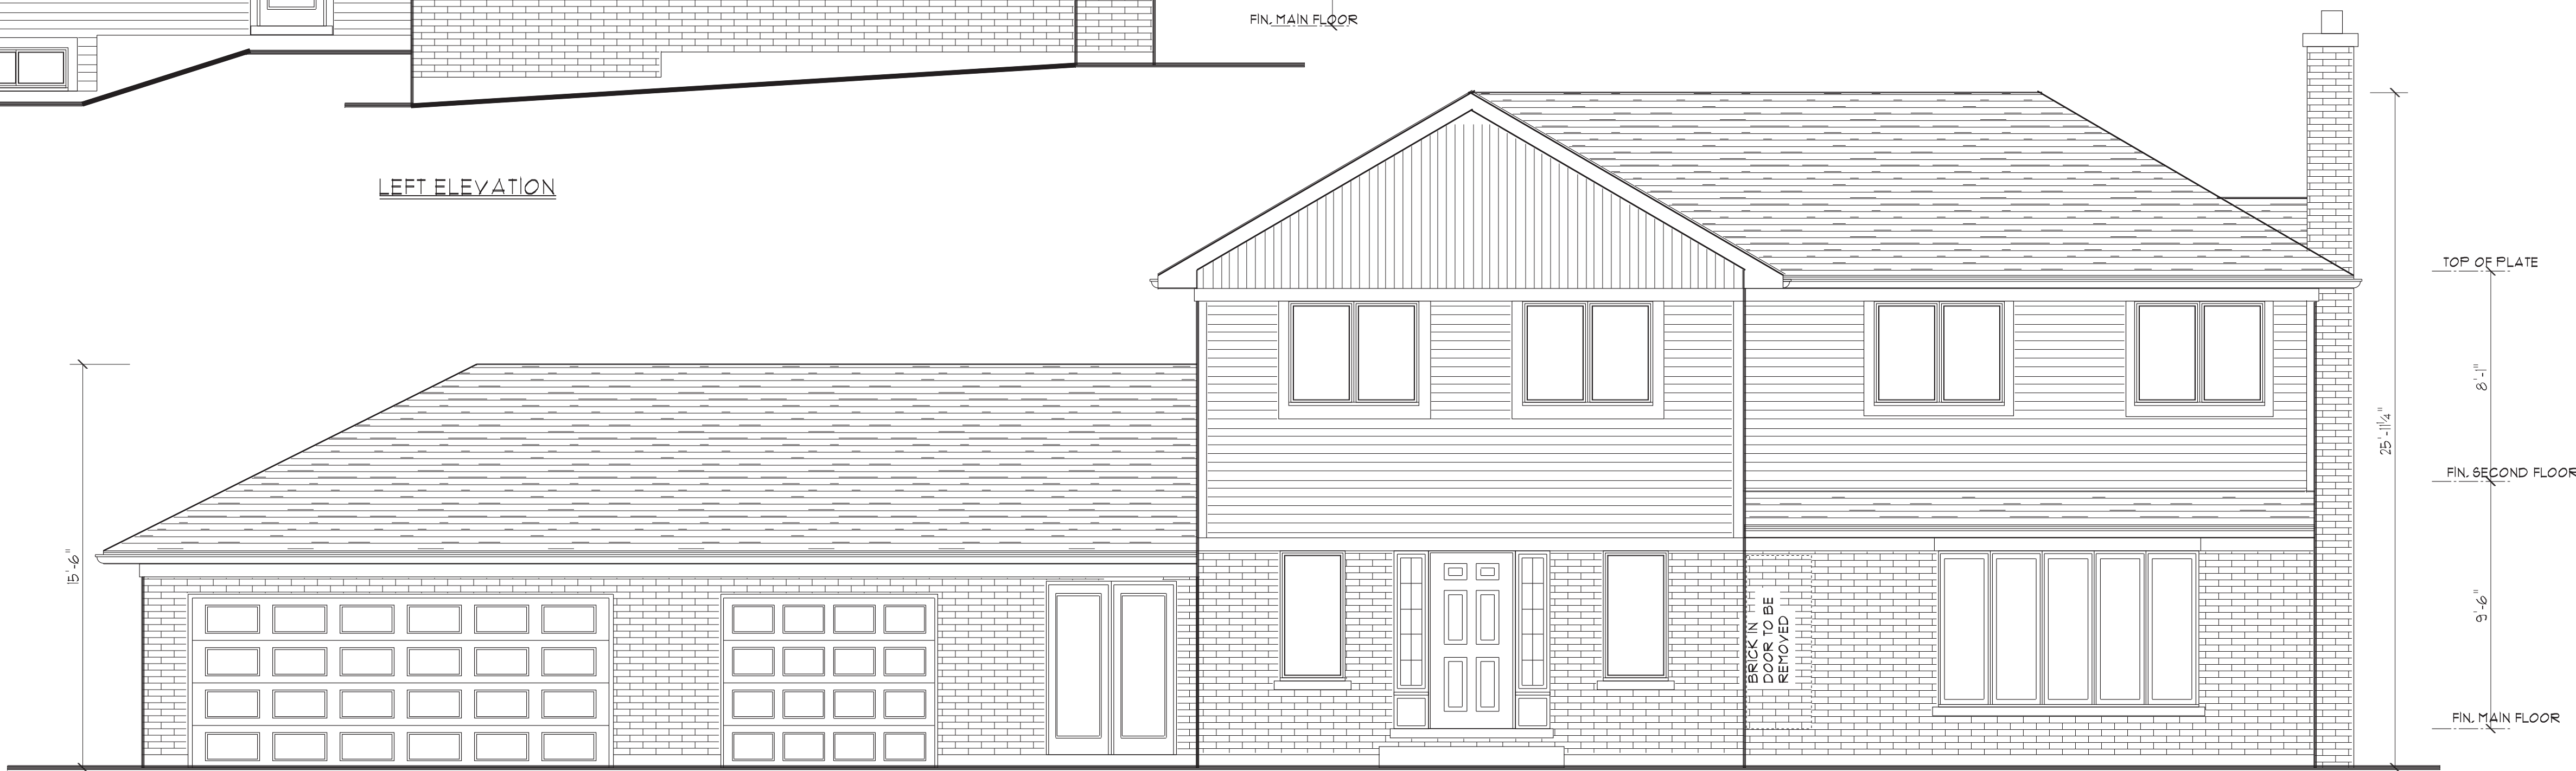 FIN. MAIN FLOOR
LEFT ELEVATION
TOP OF PLATE
8'-1"
25'-11 1/4"
FIN. SECOND FLOOR
15'-6"
9'-6"
BRICK IN
DOOR TO BE
REMOVED
FIN. MAIN FLOOR